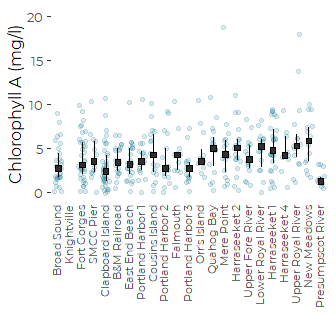 Chlorophyll A (mg/l)
20
15
10
5
0
Broad Sound
Knightville
Fort Gorges
SMCC Pier
Clapboard Island
B&M Railroad
East End Beach
Portland Harbor 1
Cousins Island
Portland Harbor 2
Falmouth
Portland Harbor 3
Orr's Island
Quahog Bay
Mere Point
Harraseeket 2
Upper Fore River
Lower Royal River
Harraseeket 1
Harraseeket 4
Upper Royal River
New Meadows
Presumpscot River